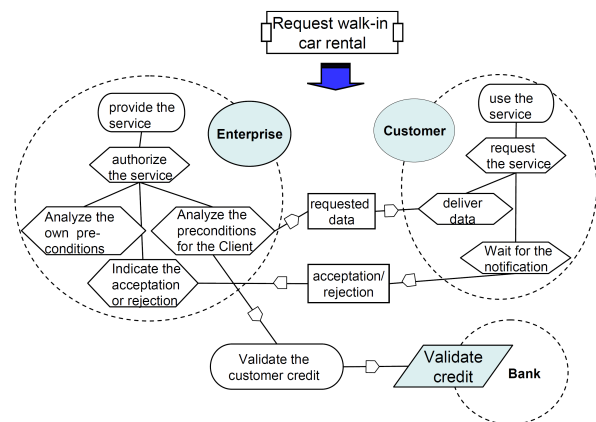 Request walk-in
car rental
provide the
service
Enterprise
Customer
use the
service
authorize
the service
request
the service
Analyze the
own pre-
conditions
Analyze the
preconditions
for the Client
requested
data
deliver
data
Indicate the
acceptation
or rejection
acceptation/
rejection
Wait for the
notification
Validate the
customer credit
Validate
credit
Bank